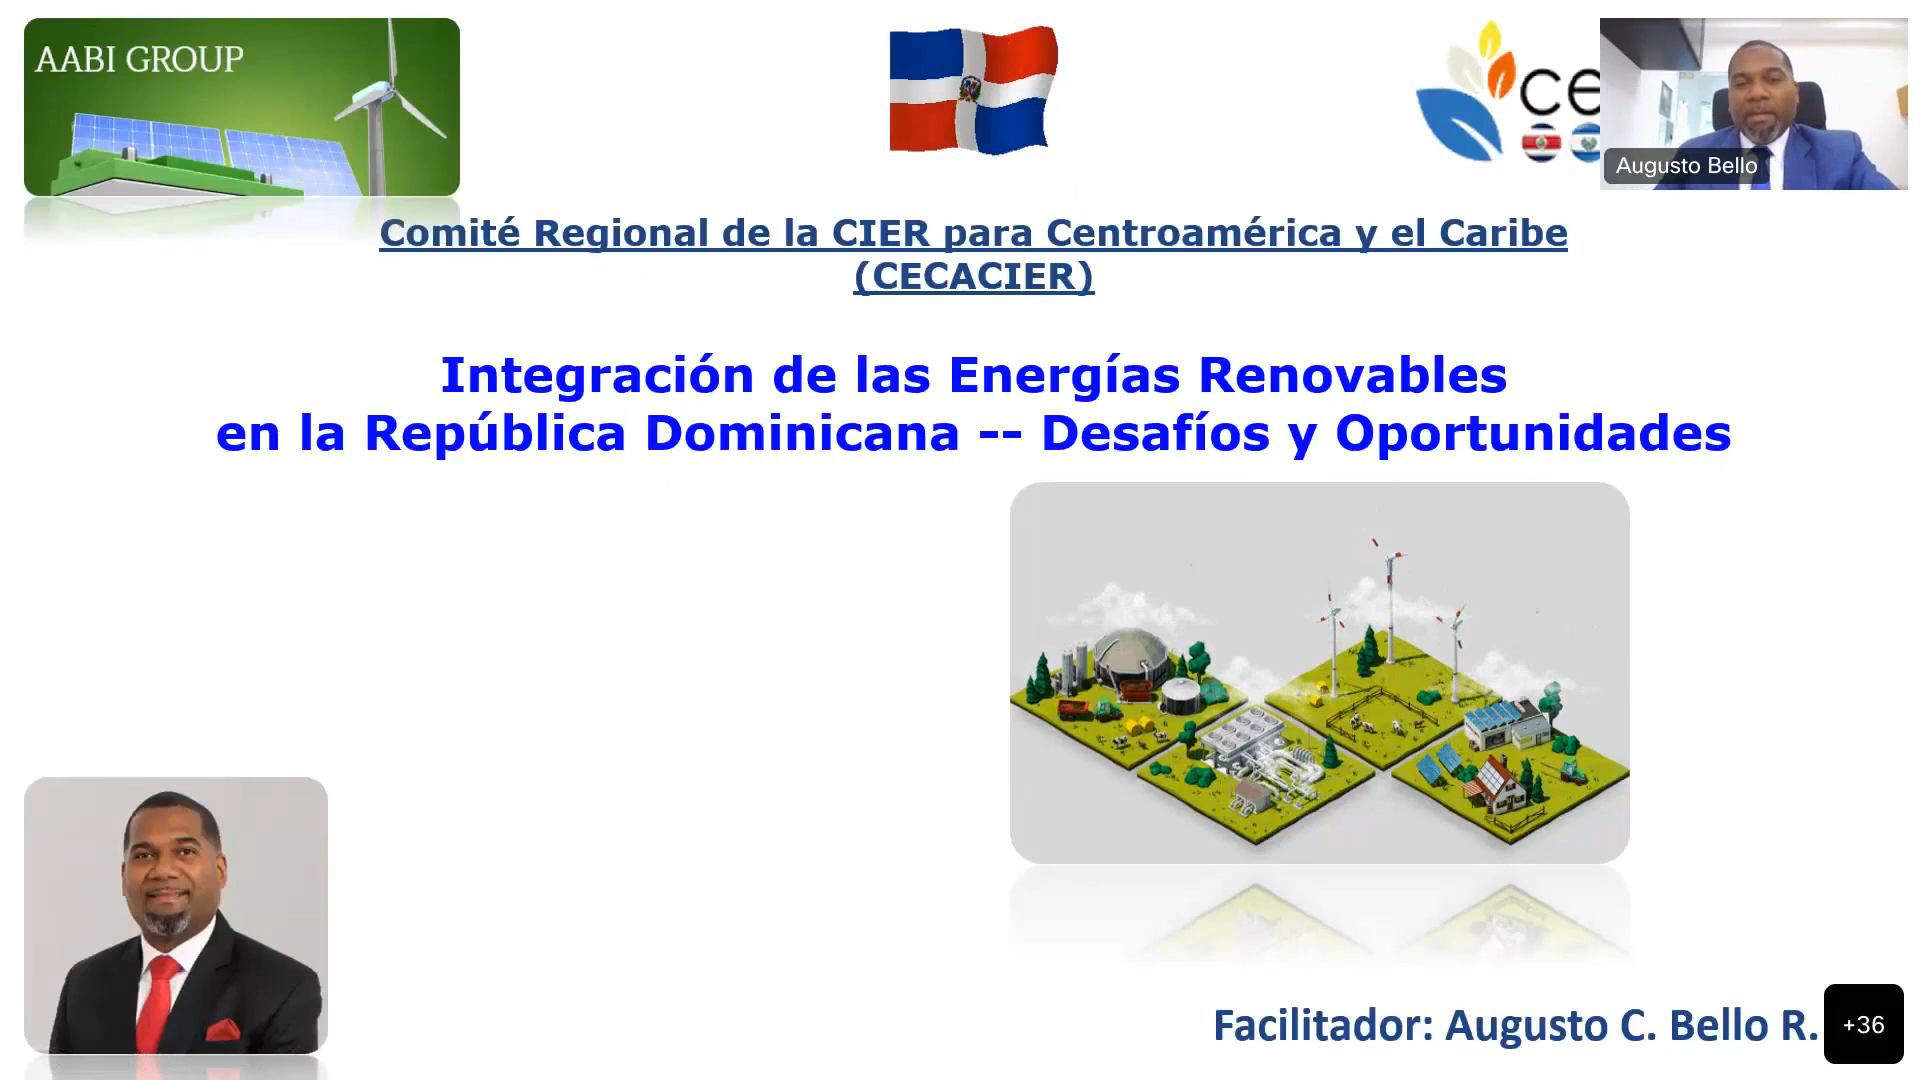 AABI GROUP
ce
Augusto Bello
Comité Regional de la CIER para Centroamérica y el Caribe
(CECACIER)
Integración de las Energías Renovables
en la República Dominicana -- Desafíos y Oportunidades
Facilitador: Augusto C. Bello R.
+36